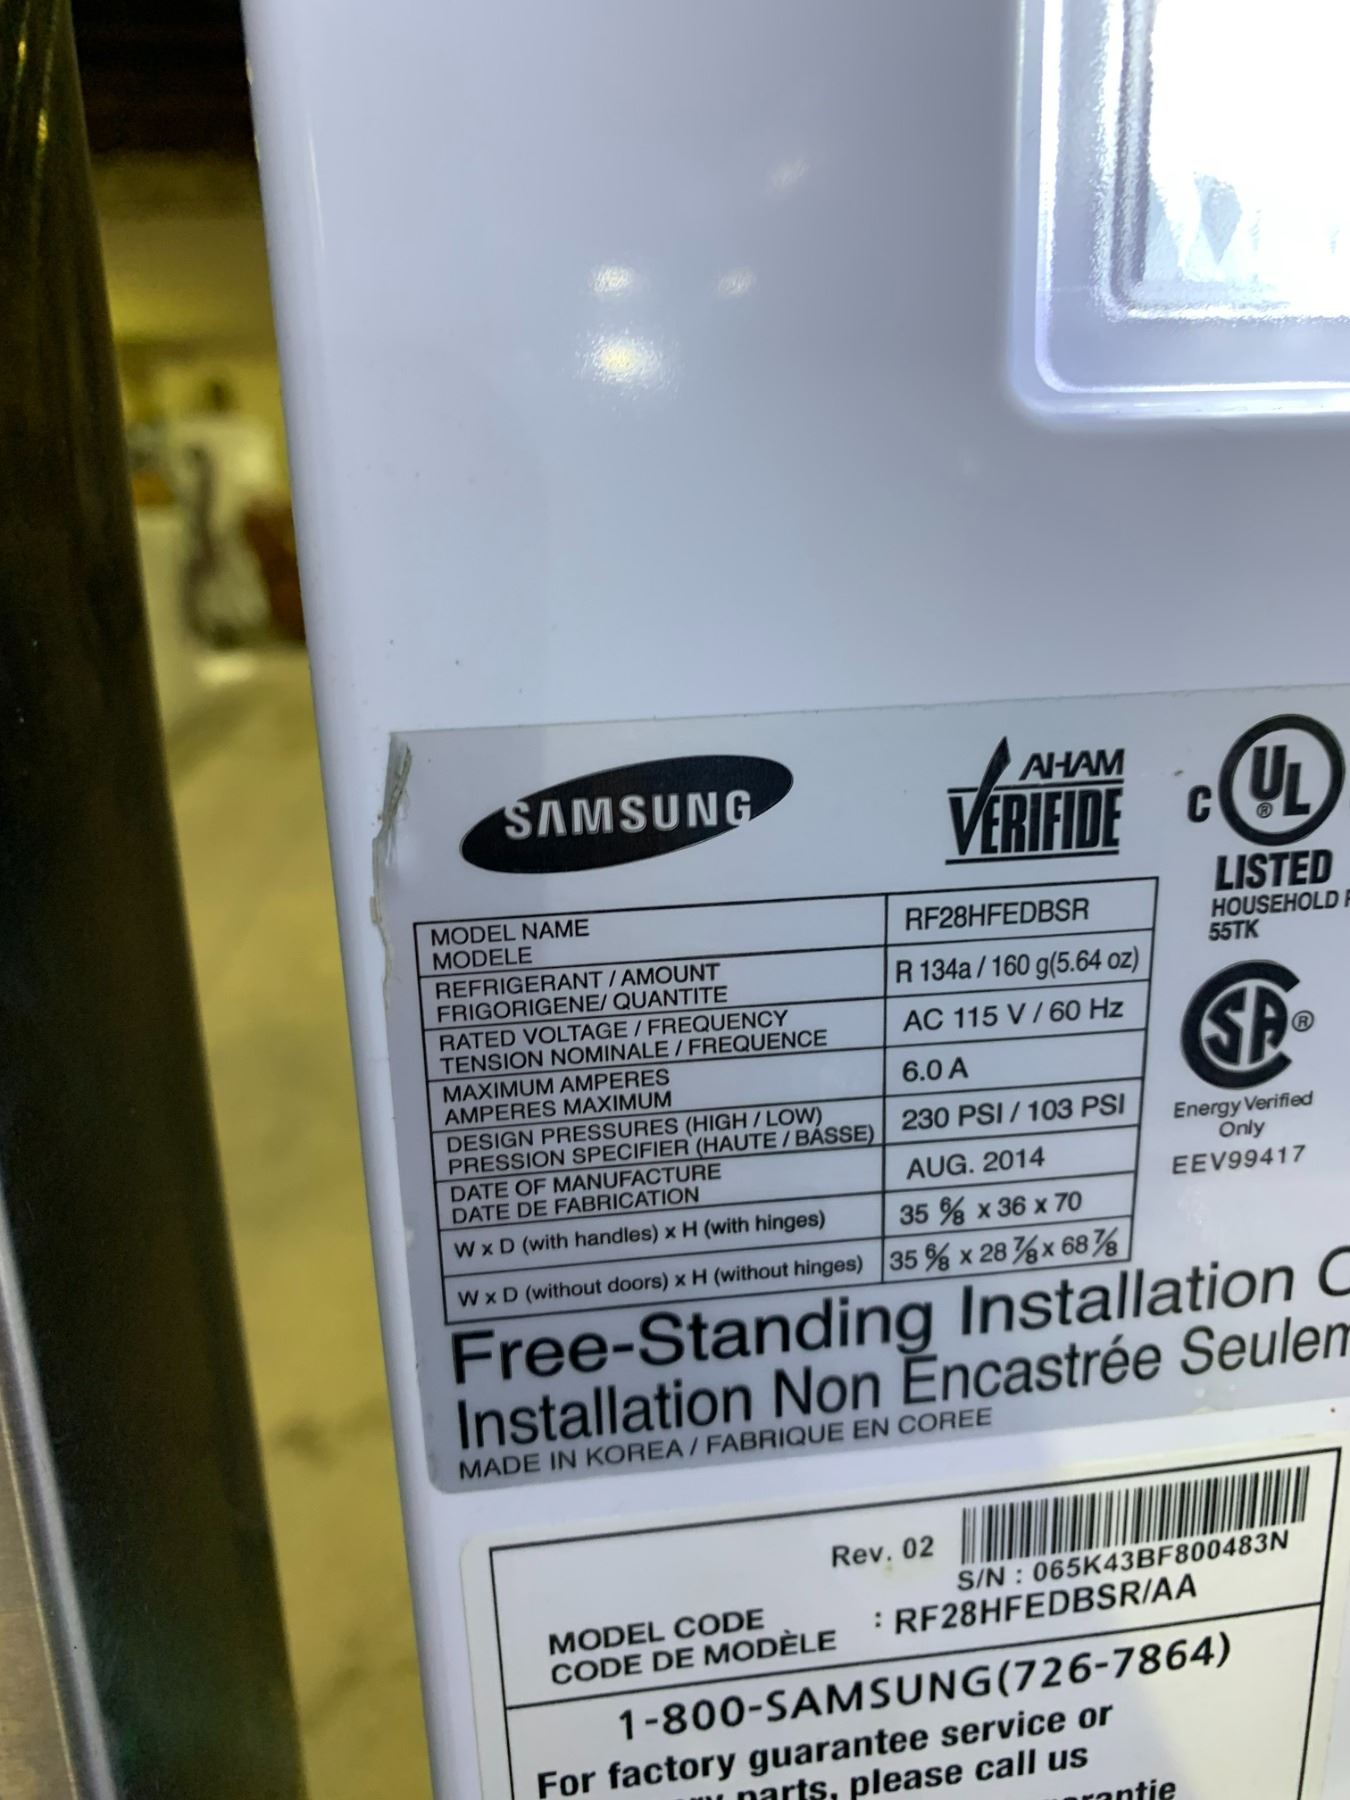 SAMSUNG
AHAM
VERIFIDE
C UL ®
LISTED
HOUSEHOLD
55TK
MODEL NAME
MODELE
RF28HFEDBSR
REFRIGERANT / AMOUNT
FRIGORIGENE/ QUANTITE
R 134a / 160 g(5.64 oz)
RATED VOLTAGE / FREQUENCY
TENSION NOMINALE / FREQUENCE
AC 115 V / 60 Hz
MAXIMUM AMPERES
AMPERES MAXIMUM
6.0 A
DESIGN PRESSURES (HIGH / LOW)
PRESSION SPECIFIER (HAUTE / BASSE)
230 PSI / 103 PSI
DATE OF MANUFACTURE
DATE DE FABRICATION
AUG. 2014
W x D (with handles) x H (with hinges)
35 6/8 x 36 x 70
W x D (without doors) x H (without hinges)
35 6/8 x 28 7/8 x 68 7/8
SA ®
Energy Verified
Only
EEV99417
Free-Standing Installation
Installation Non Encastrée Seulem
MADE IN KOREA / FABRIQUE EN COREE
Rev. 02
S/N : 065K43BF800483N
MODEL CODE
CODE DE MODÈLE
: RF28HFEDBSR/AA
1-800-SAMSUNG(726-7864)
For factory guarantee service or
parts, please call us